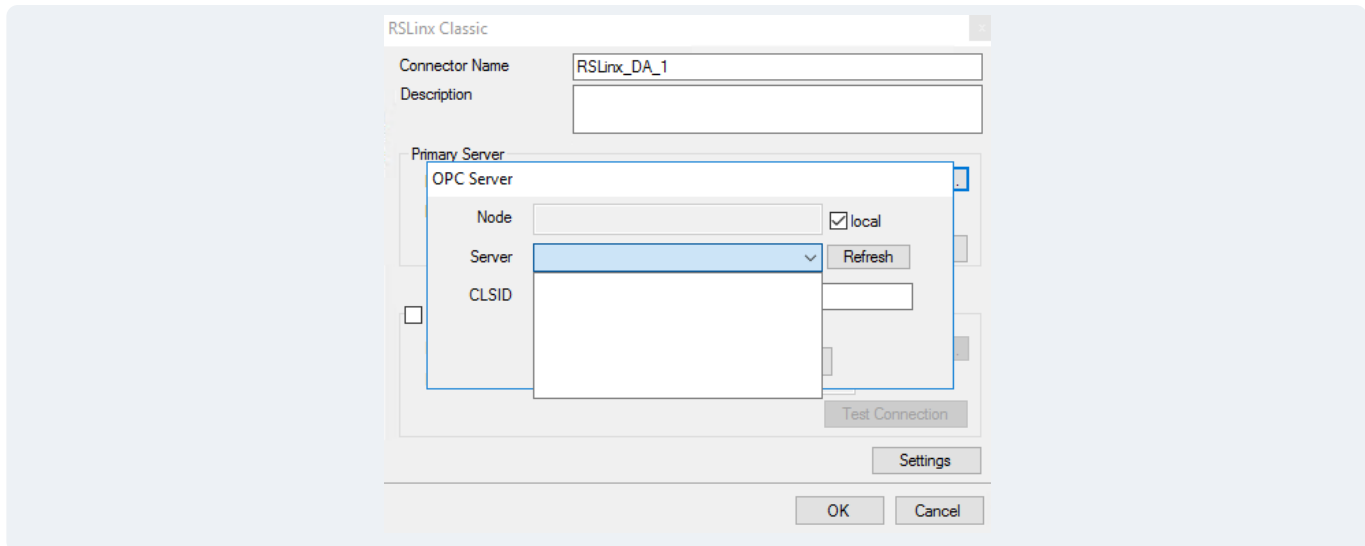 RSLinx Classic
Connector Name RSLinx_DA_1
Description
Primary Server
OPC Server
Node local
Server Refresh
CLSID
Test Connection
Settings
OK Cancel